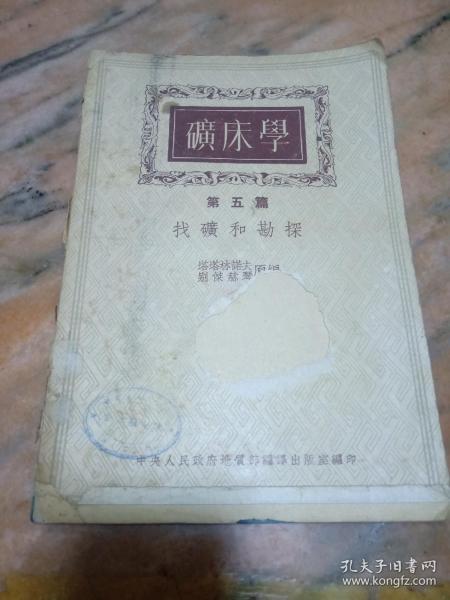 礦床學
第五篇
找礦和勘探
塔塔林諾夫
原編
中央人民政府地質部編譯出版室編印
孔夫子旧书网
www.kongfz.com